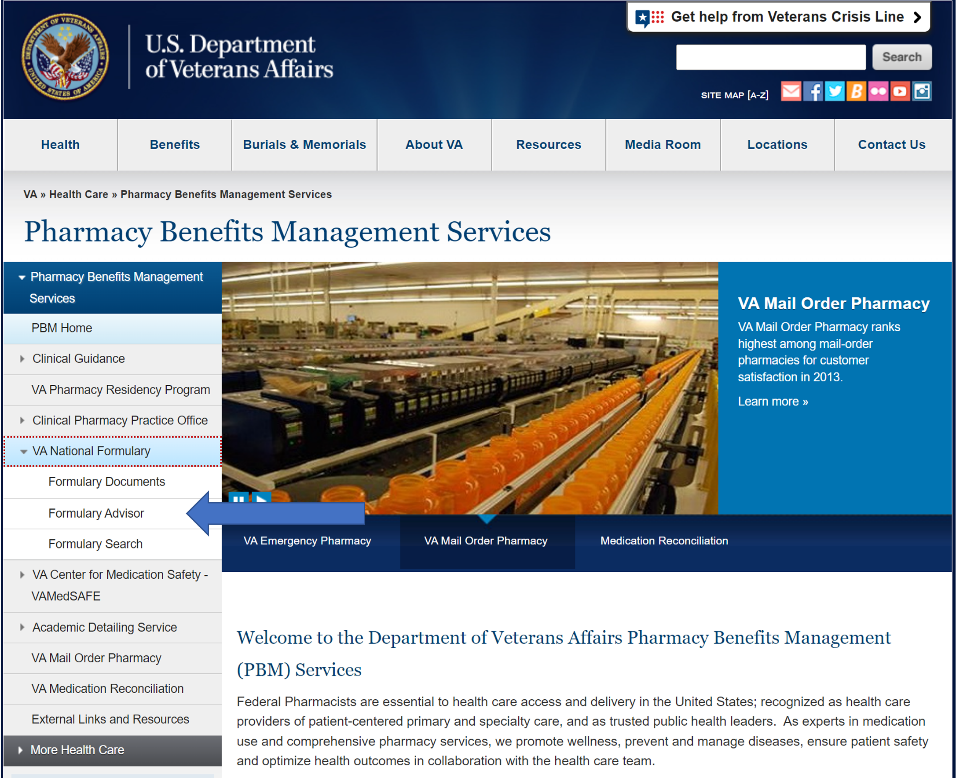 Get help from Veterans Crisis Line
U.S. Department
of Veterans Affairs
Search
SITE MAP [A-Z]
Health
Benefits
Burials & Memorials
About VA
Resources
Media Room
Locations
Contact Us
VA » Health Care » Pharmacy Benefits Management Services
Pharmacy Benefits Management Services
Pharmacy Benefits Management
Services
PBM Home
Clinical Guidance
VA Pharmacy Residency Program
Clinical Pharmacy Practice Office
VA National Formulary
Formulary Documents
Formulary Advisor
Formulary Search
VA Center for Medication Safety -
VAMedSAFE
Academic Detailing Service
VA Mail Order Pharmacy
VA Medication Reconciliation
External Links and Resources
More Health Care
VA Mail Order Pharmacy
VA Mail Order Pharmacy ranks
highest among mail-order
pharmacies for customer
satisfaction in 2013.
Learn more »
VA Emergency Pharmacy
VA Mail Order Pharmacy
Medication Reconciliation
Welcome to the Department of Veterans Affairs Pharmacy Benefits Management
(PBM) Services
Federal Pharmacists are essential to health care access and delivery in the United States; recognized as health care
providers of patient-centered primary and specialty care, and as trusted public health leaders.  As experts in medication
use and comprehensive pharmacy services, we promote wellness, prevent and manage diseases, ensure patient safety
and optimize health outcomes in collaboration with the health care team.